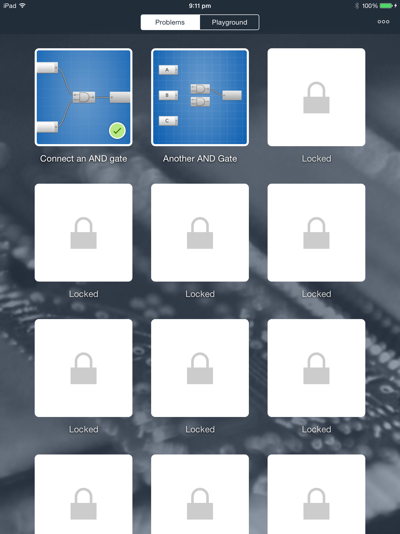 iPad 9:11 pm 100%
Problems Playground
Connect an AND gate Another AND Gate Locked
A
B
C
Locked Locked Locked
Locked Locked Locked